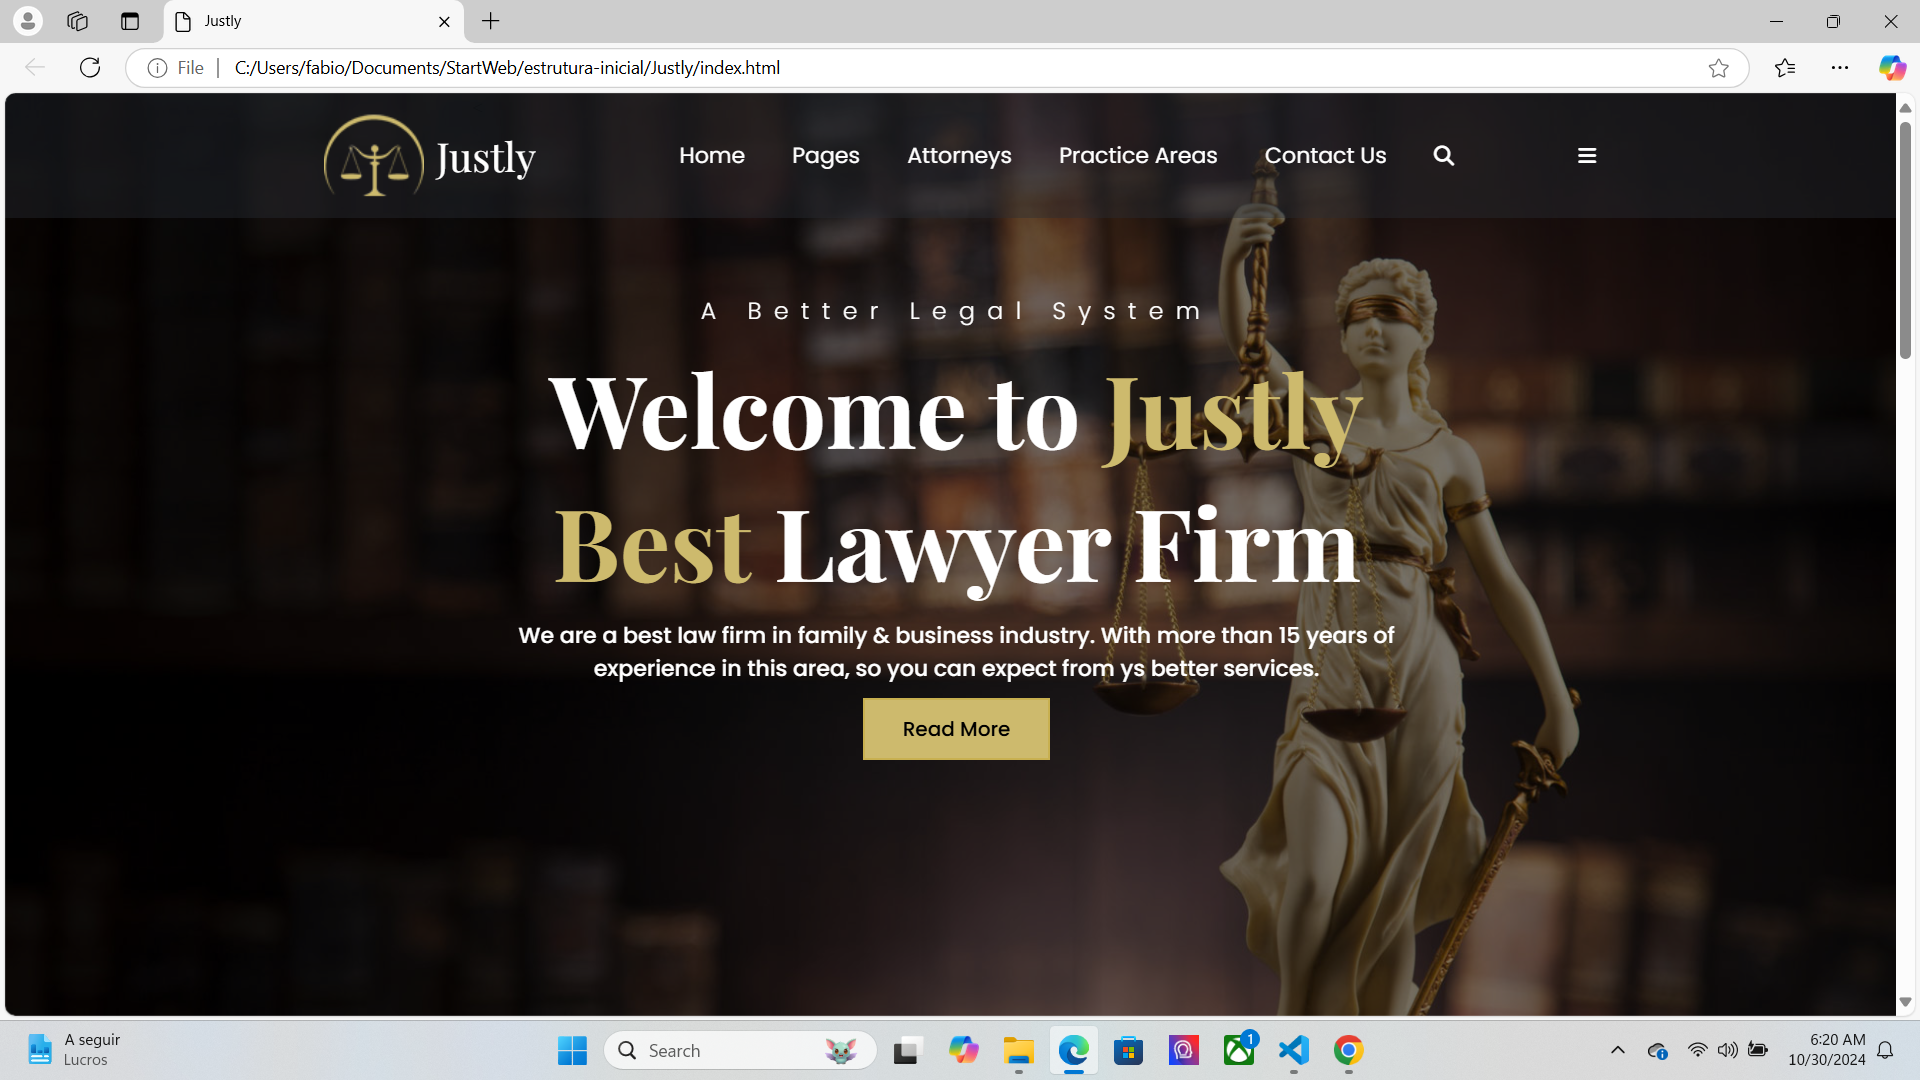 Justly
File
C:/Users/fabio/Documents/StartWeb/estrutura-inicial/Justly/index.html
Justly
Home
Pages
Attorneys
Practice Areas
Contact Us
A Better Legal System
Welcome to Justly
Best Lawyer Firm
We are a best law firm in family & business industry. With more than 15 years of
experience in this area, so you can expect from ys better services.
Read More
A seguir
Lucros
Search
1
6:20 AM
10/30/2024